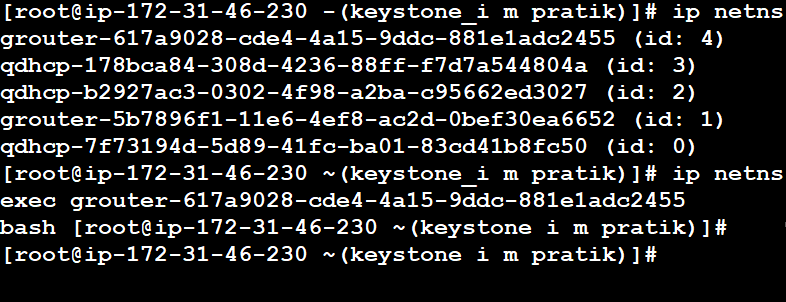 [root@ip-172-31-46-230 -(keystone_i m pratik)]# ip netns
grouter-617a9028-cde4-4a15-9ddc-881e1adc2455 (id: 4)
qdhcp-178bca84-308d-4236-88ff-f7d7a544804a (id: 3)
qdhcp-b2927ac3-0302-4f98-a2ba-c95662ed3027 (id: 2)
grouter-5b7896f1-11e6-4ef8-ac2d-0bef30ea6652 (id: 1)
qdhcp-7f73194d-5d89-41fc-ba01-83cd41b8fc50 (id: 0)
[root@ip-172-31-46-230 ~(keystone_i m pratik)]# ip netns
exec grouter-617a9028-cde4-4a15-9ddc-881e1adc2455
bash [root@ip-172-31-46-230 ~(keystone i m pratik)]#
[root@ip-172-31-46-230 ~(keystone i m pratik)]#